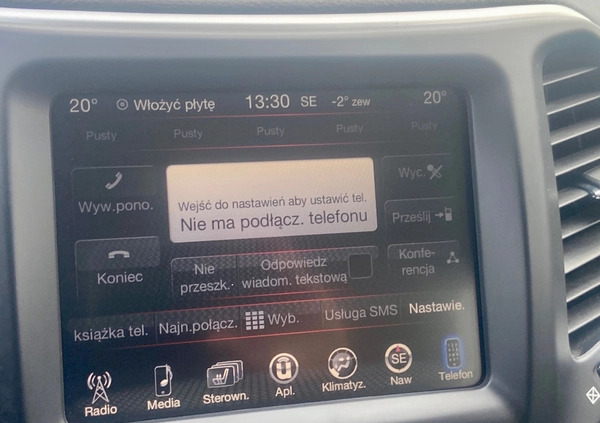 20° Włożyć płytę 13:30 SE -2° zew 20°
Pusty Pusty Pusty Pusty Pusty
Wejść do nastawień aby ustawić tel.
Nie ma podłącz. telefonu
Wyw.pono.
Wyc.
Prześlij
Koniec
Nie
przeszk.
Odpowiedz
wiadom. tekstową
Konfe-
rencja
książka tel. Najn.połącz. Wyb. Usługa SMS Nastawie.
SE
Radio Media Sterown. Apl. Klimatyz. Naw Telefon